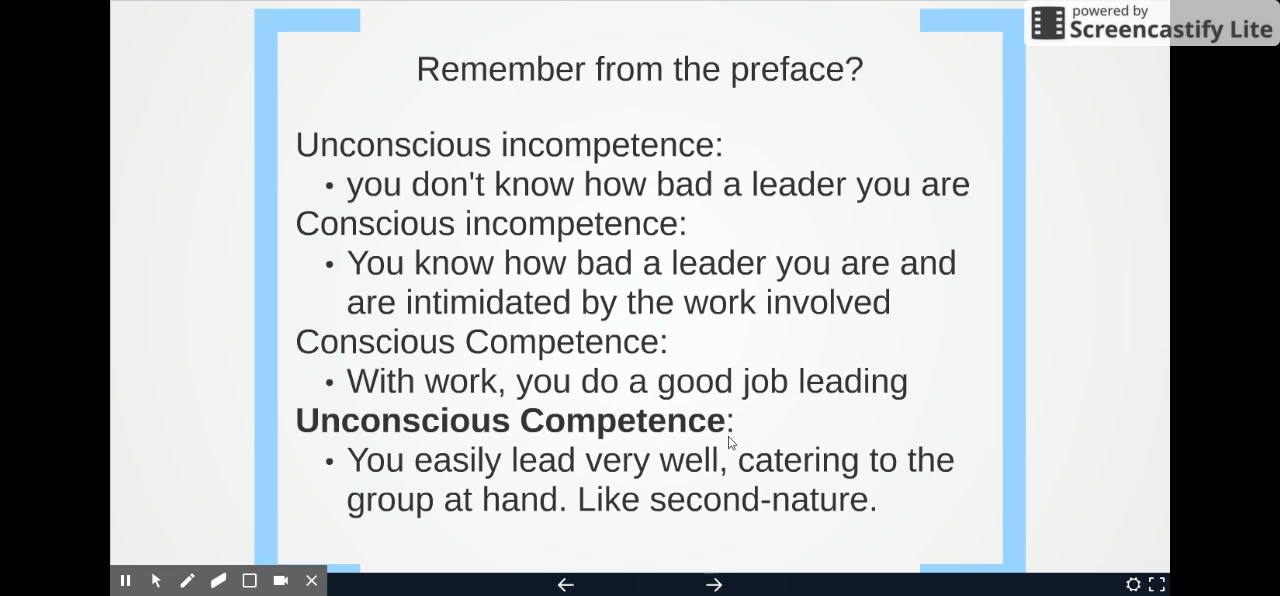 powered by
Screencastify Lite
Remember from the preface?
Unconscious incompetence:
• you don't know how bad a leader you are
Conscious incompetence:
• You know how bad a leader you are and
are intimidated by the work involved
Conscious Competence:
• With work, you do a good job leading
Unconscious Competence:
• You easily lead very well, catering to the
group at hand. Like second-nature.